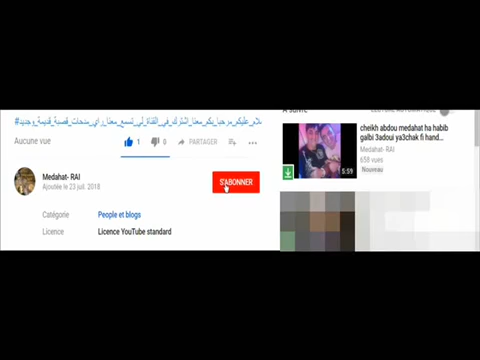 #سلام_عليكم_مرحبا_بكم_معنا_اشترك_في_القناة_لي_تسمع_معنا_راي_مدحات_قصبة_قديمة_وجديد
Aucune vue
1
0
PARTAGER
Medahat- RAI
Ajoutée le 23 juil. 2018
S'ABONNER
Catégorie
People et blogs
Licence
Licence YouTube standard
cheikh abdou medahat ha habib
galbi 3adoui ya3chak fi hand...
Medahat- RAI
658 vues
Nouveau
5:59